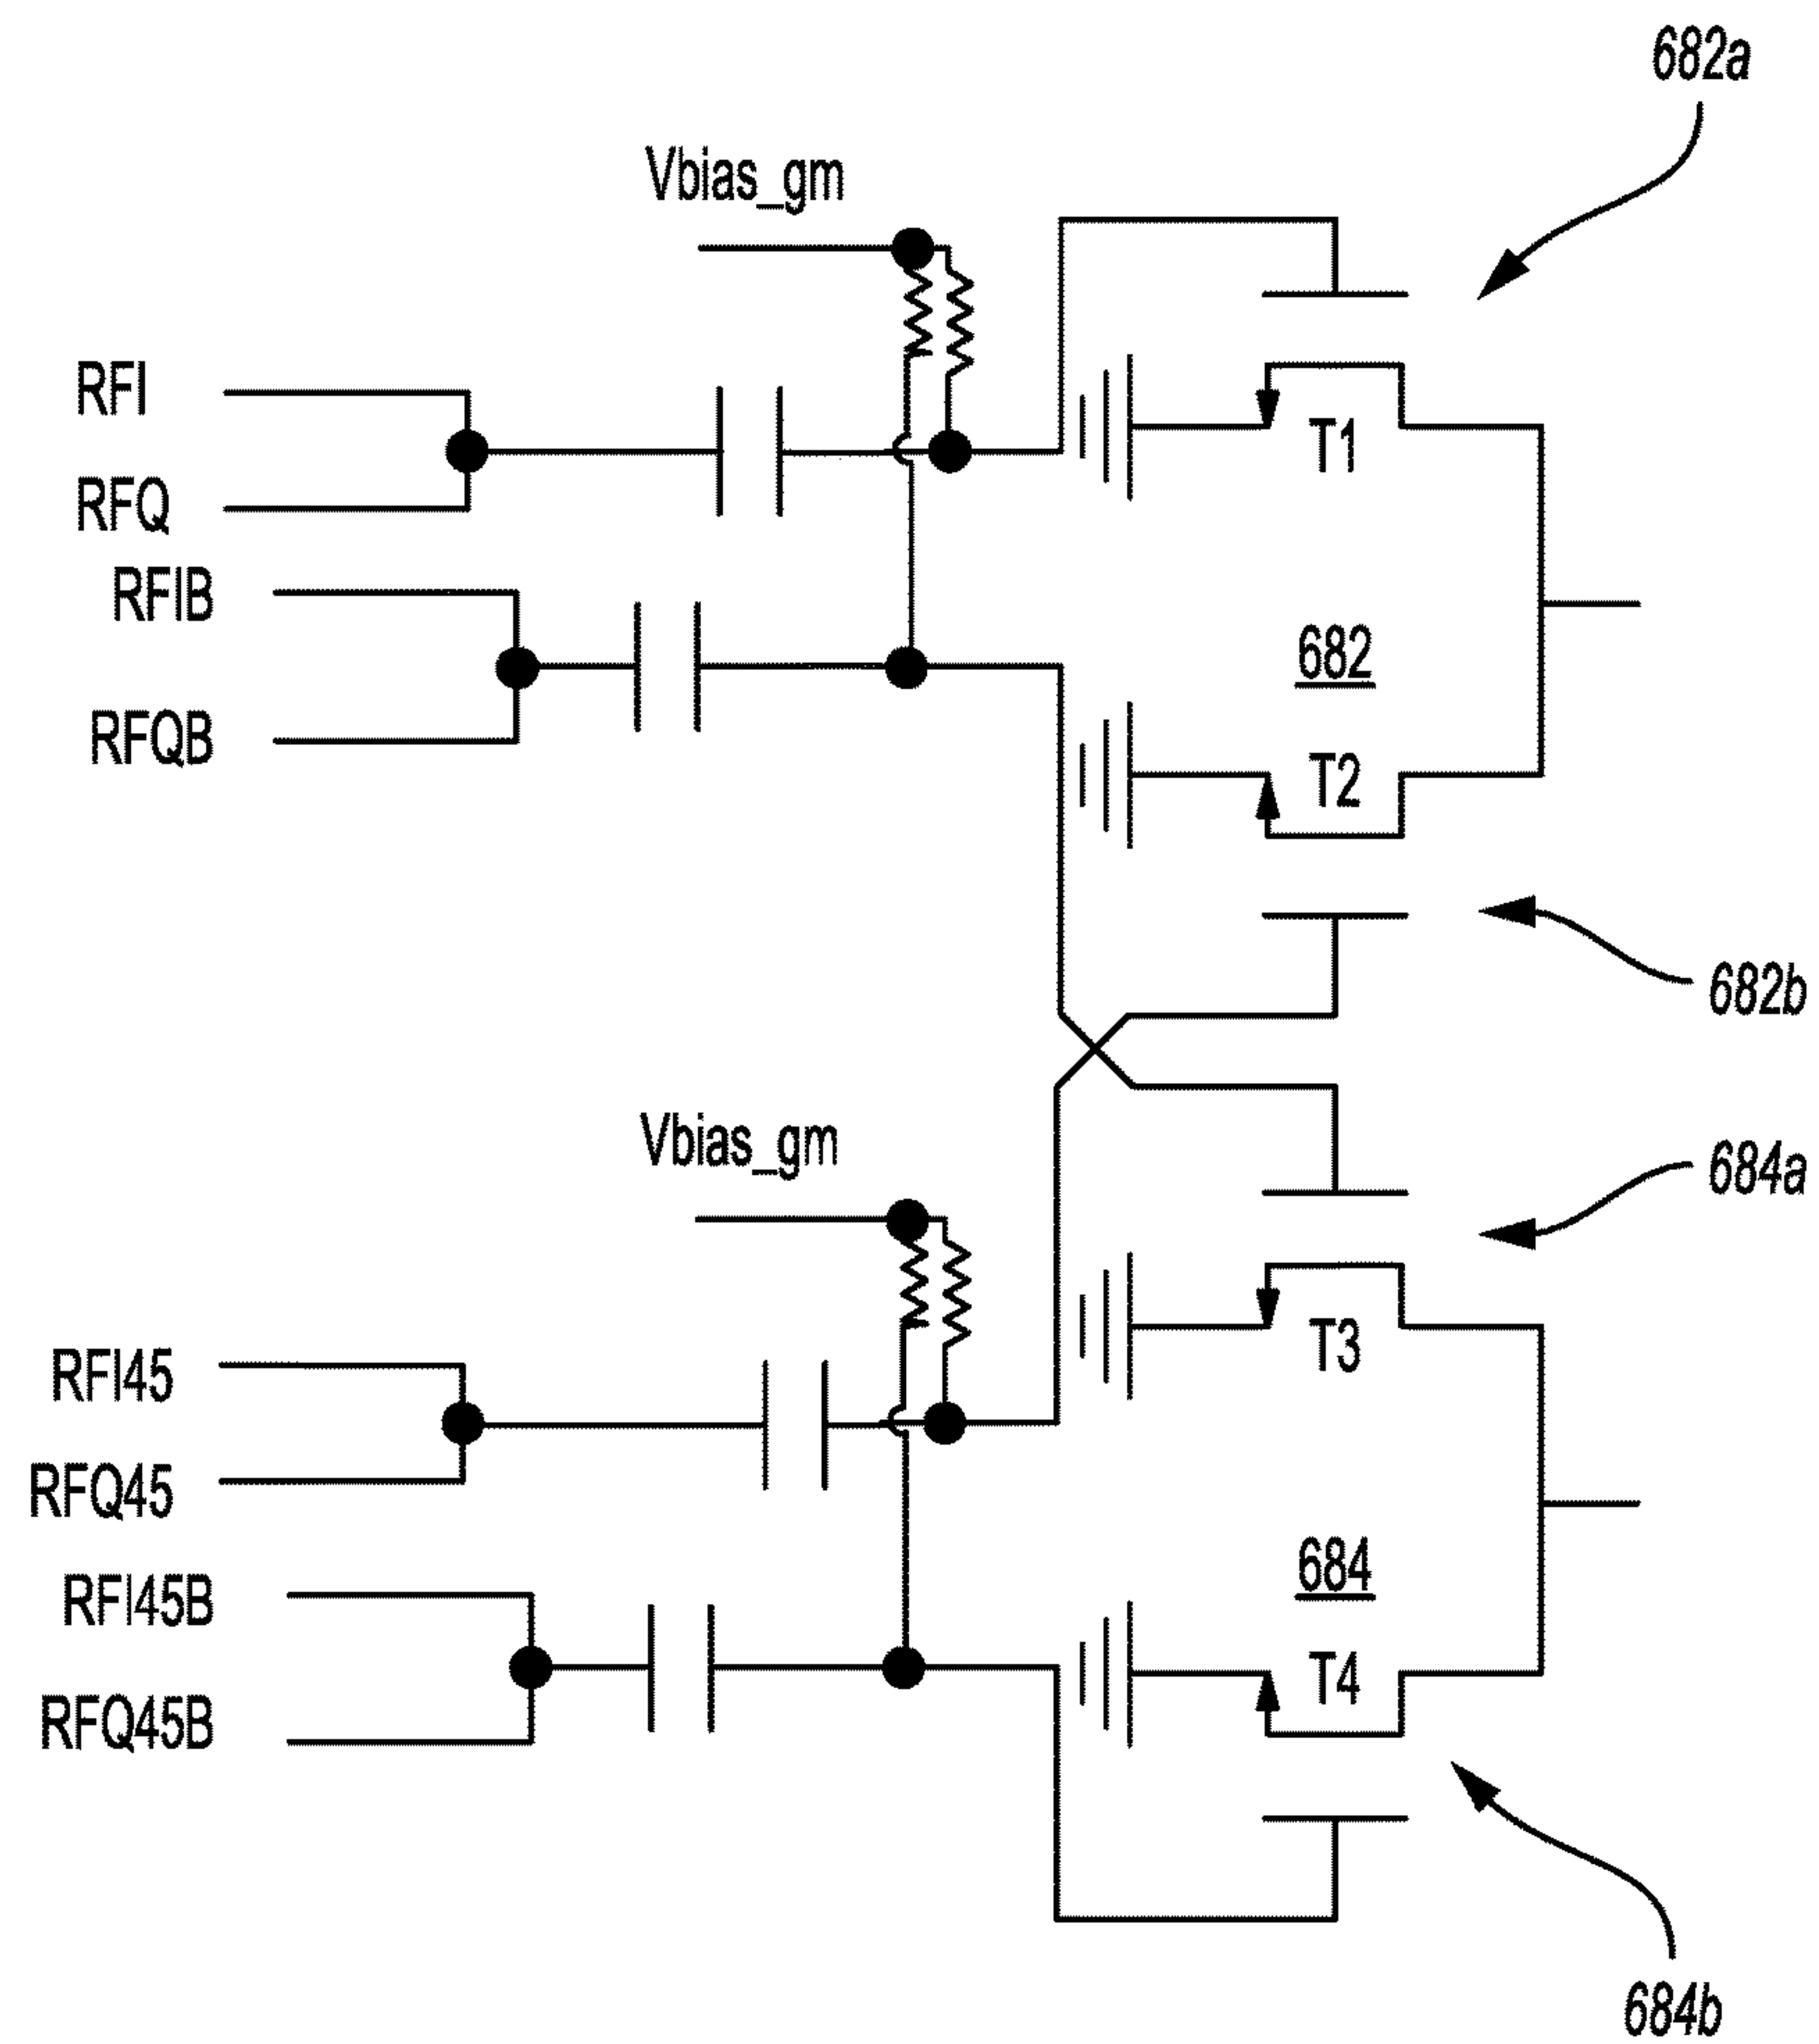 682a
Vbias_gm
RFI
T1
RFQ
RFIB
682
RFQB
T2
682b
Vbias_gm
684a
T3
RFI45
RFQ45
684
RFI45B
T4
RFQ45B
684b